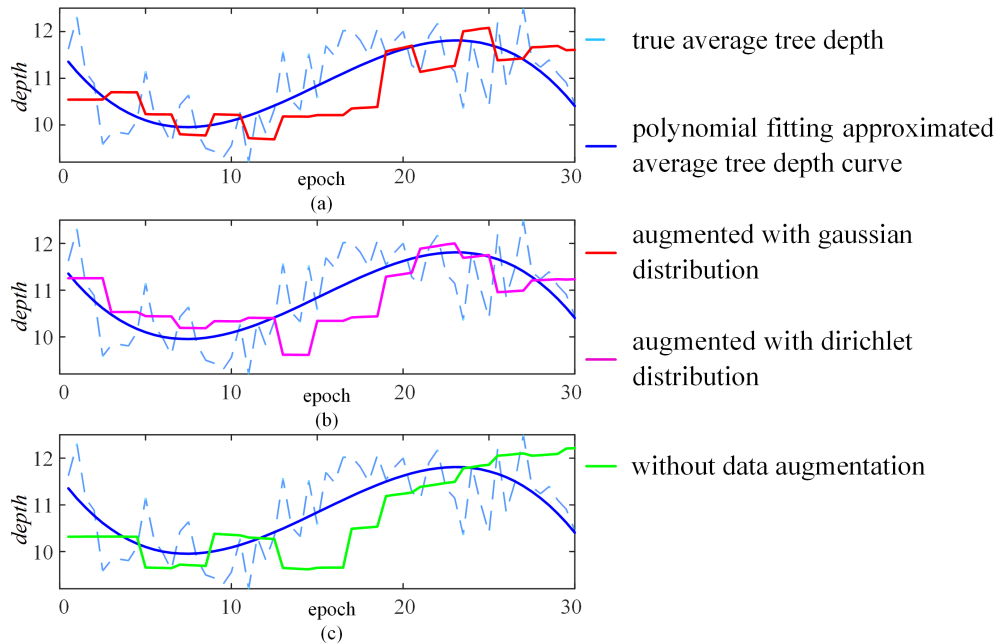 12
11
10
depth
0
10
20
30
epoch
(a)
12
11
10
depth
0
10
20
30
epoch
(b)
12
11
10
depth
0
10
20
30
epoch
(c)
true average tree depth
polynomial fitting approximated
average tree depth curve
augmented with gaussian
distribution
augmented with dirichlet
distribution
without data augmentation